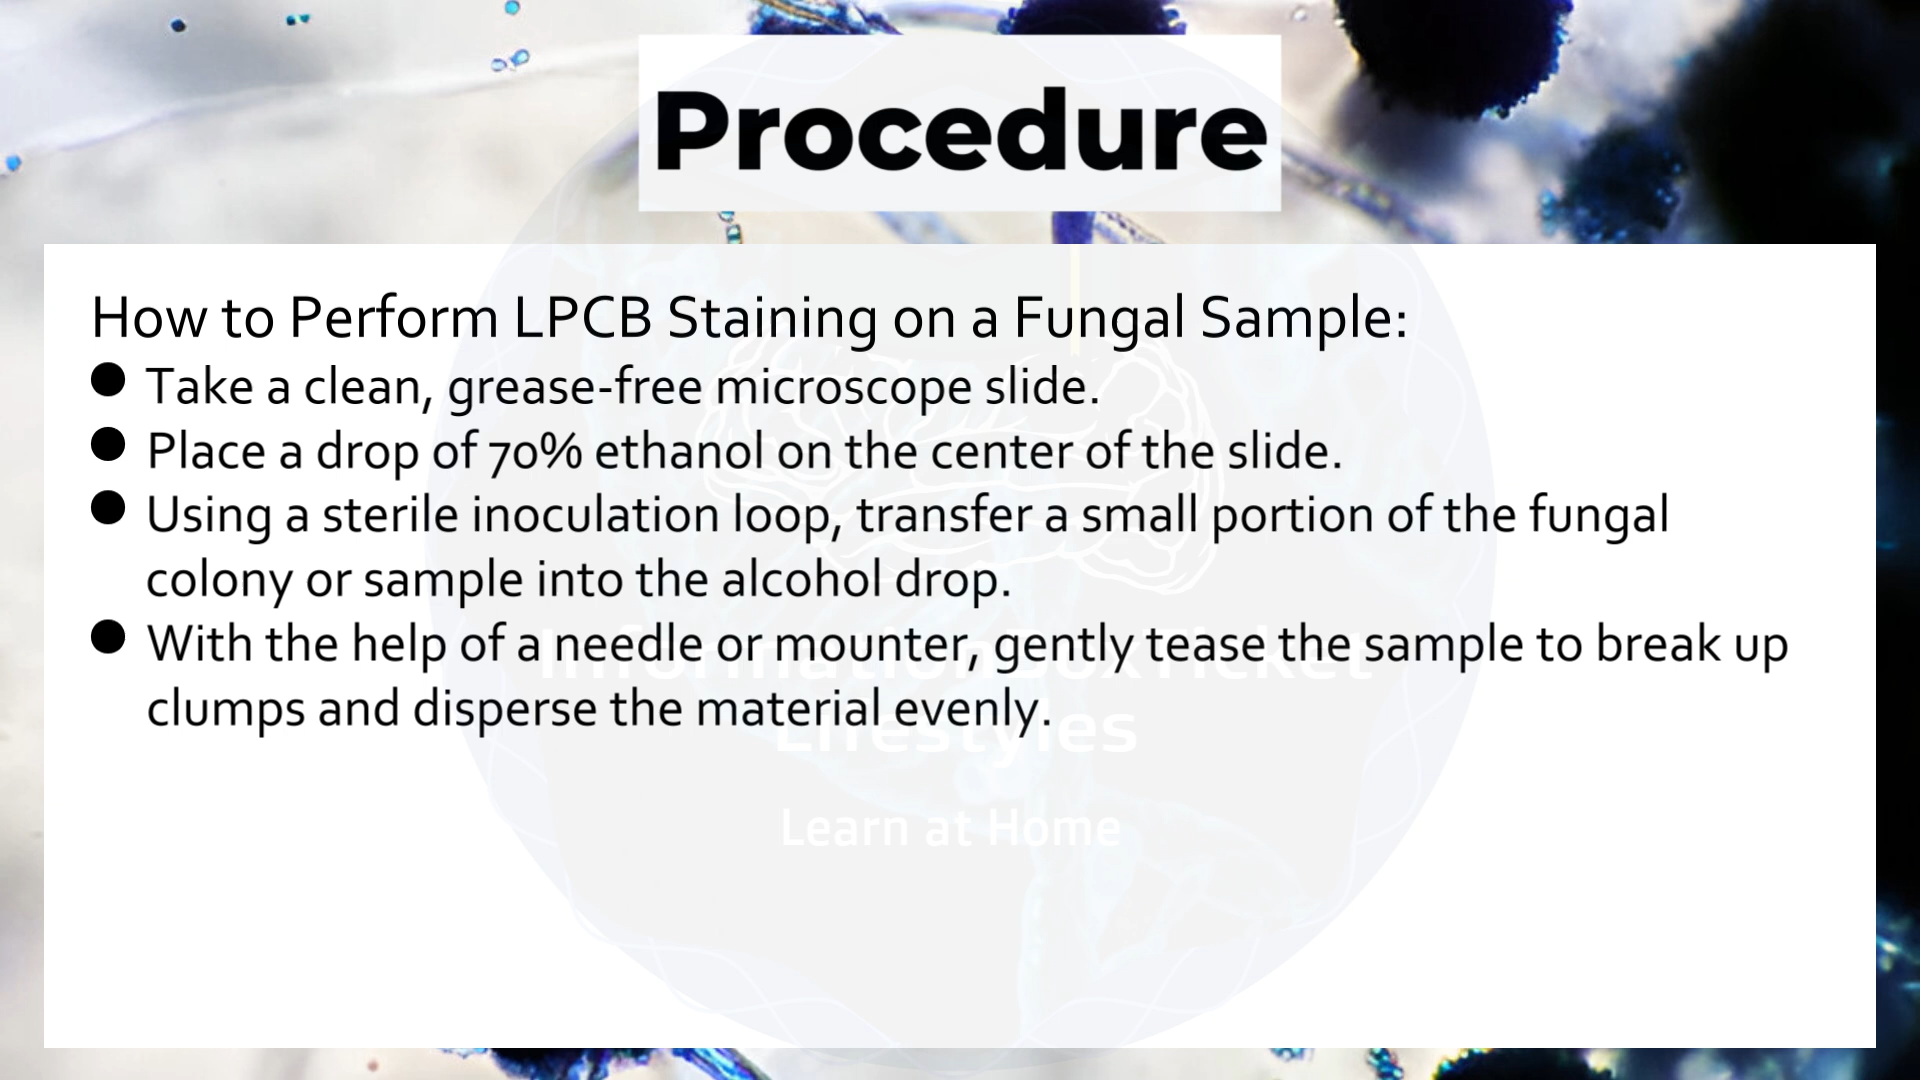 Procedure
How to Perform LPCB Staining on a Fungal Sample:
● Take a clean, grease-free microscope slide.
● Place a drop of 70% ethanol on the center of the slide.
● Using a sterile inoculation loop, transfer a small portion of the fungal
colony or sample into the alcohol drop.
● With the help of a needle or mounter, gently tease the sample to break up
clumps and disperse the material evenly.
InformationBoxTicket
Lifestyles
Learn at Home